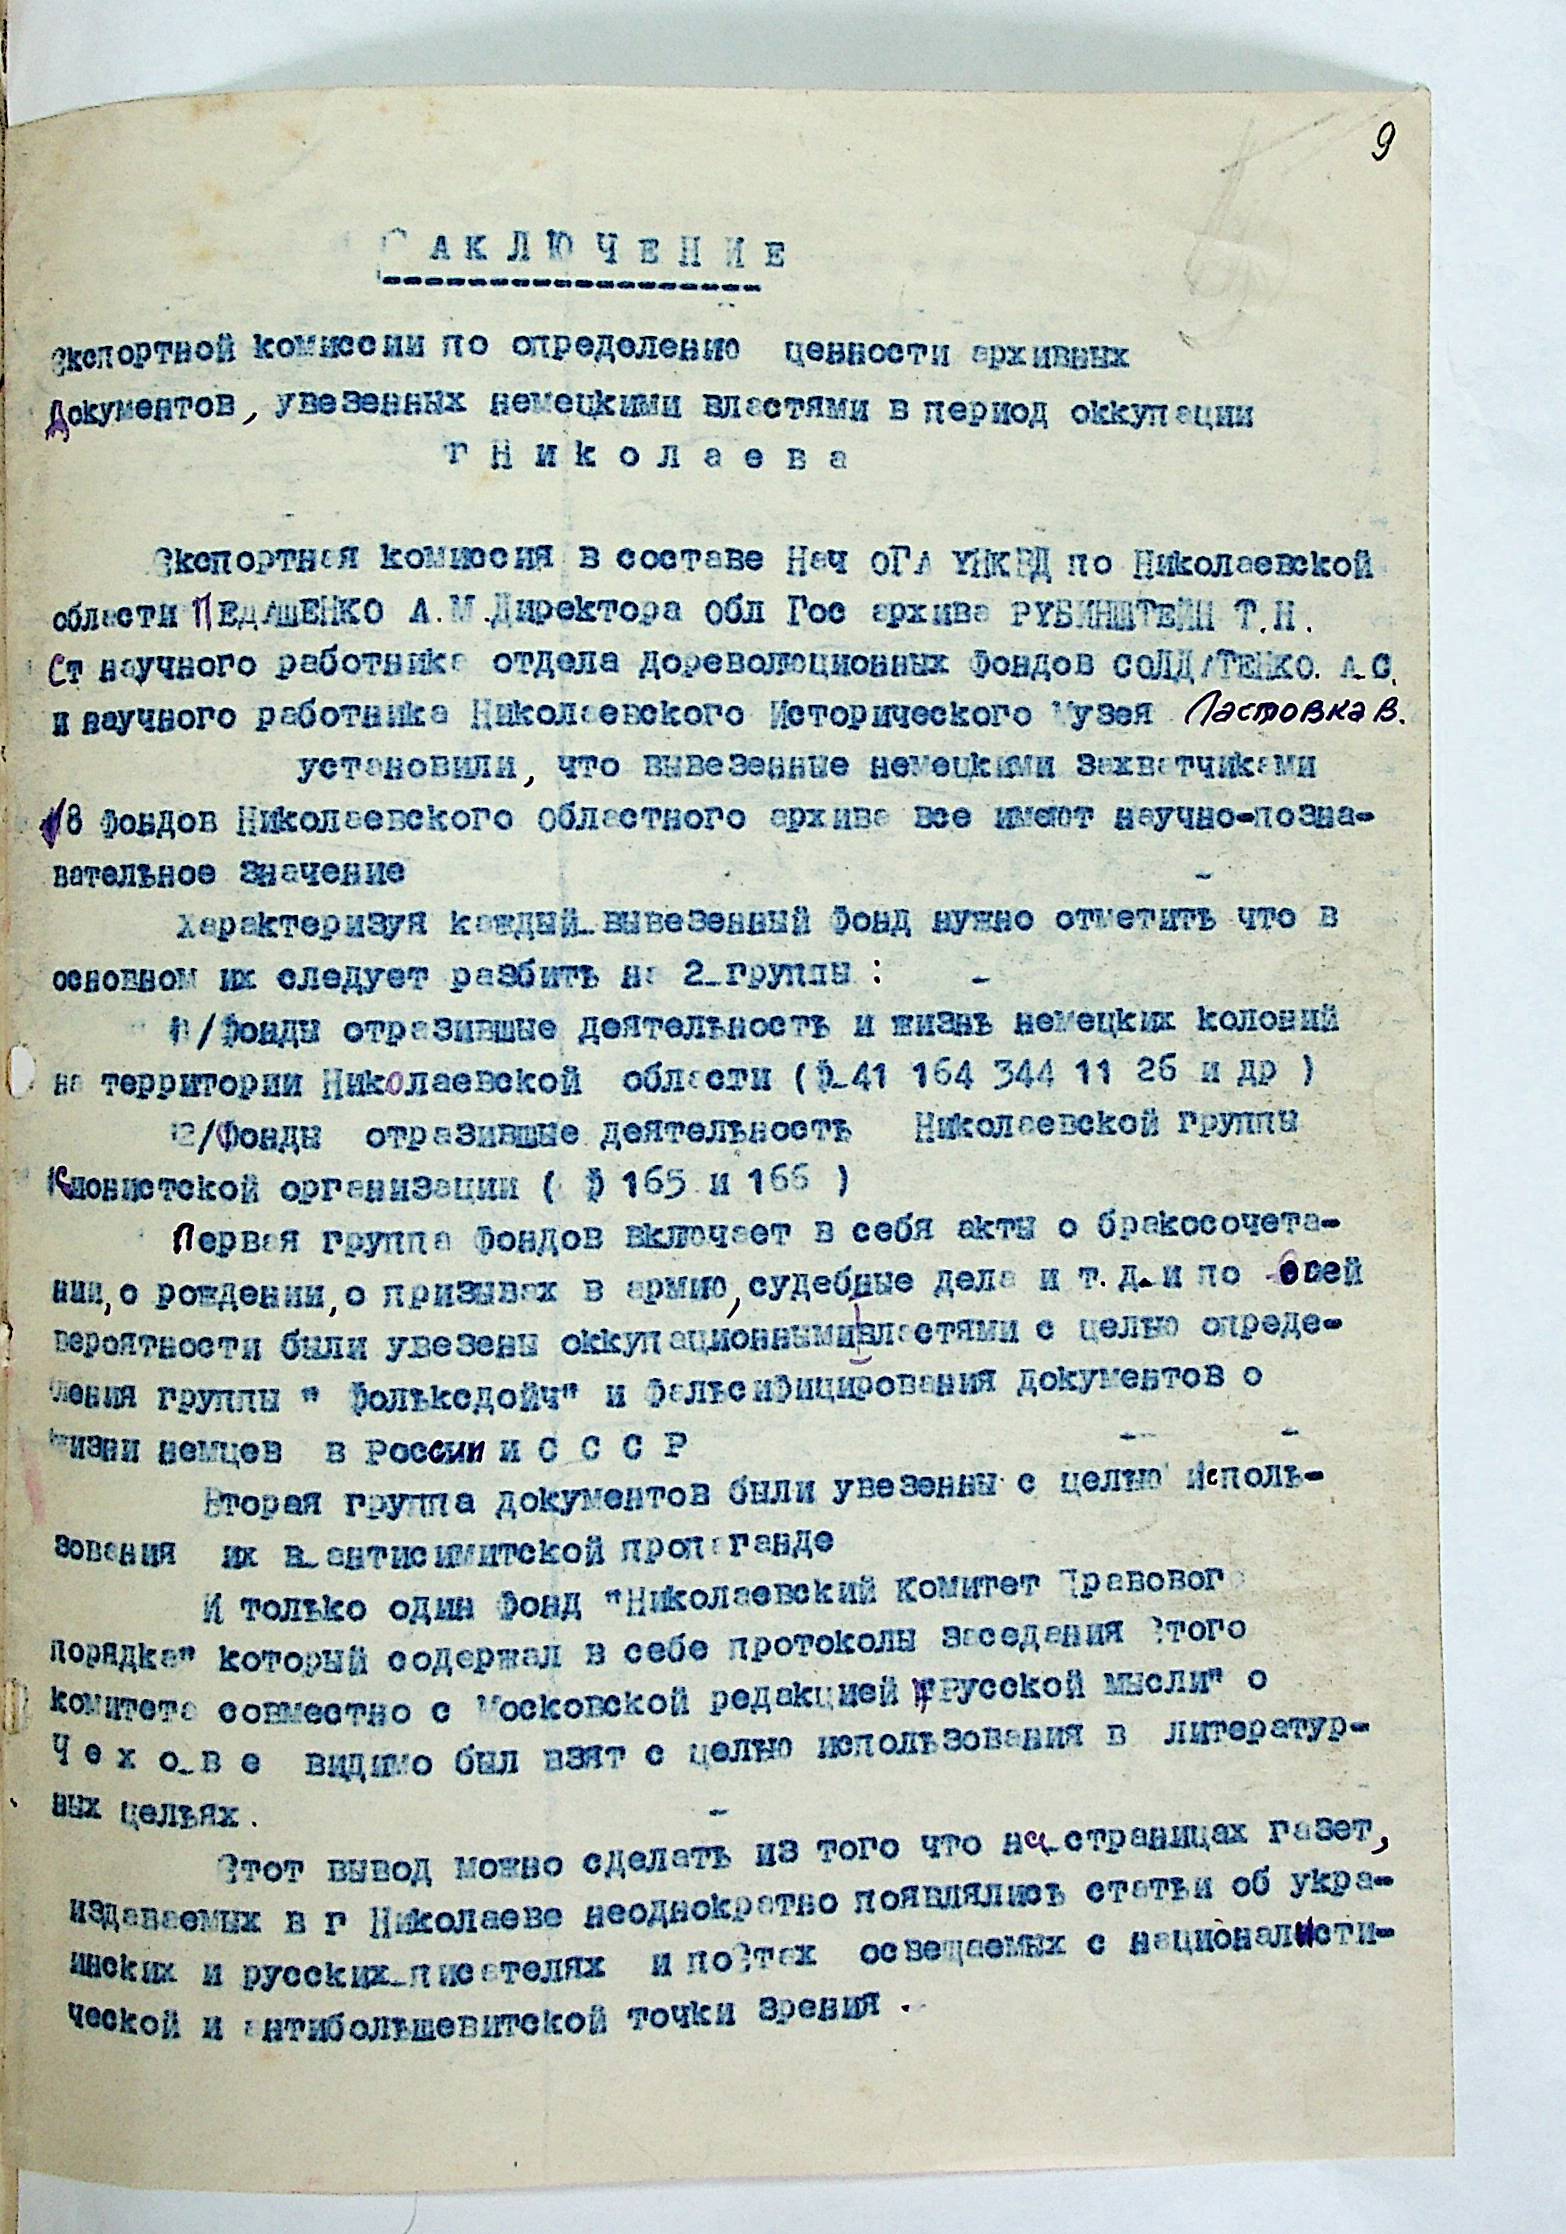 9
ЗАКЛЮЧЕНИЕ
Экспортной комиссии по определению ценности архивных
Документов, увезенных немецкими властями в период оккупации
г Николаева
Экспортная комиссия в составе Нач ОГА УНКВД по Николаевской
области ПЕДАШЕНКО А.М.Директора Обл Гос архива РУБИНШТЕЙН Т.Н.
Ст научного работника отдела дореволюционных фондов СОЛДАТЕНКО. А.С.
и научного работника Николаевского Исторического Музея Ластовка В.
установили, что вывезенные немецкими захватчиками
18 фондов Николаевского Областного архива все имеют научно-позна-
вательное значение
Характеризуя каждый вывезенный фонд нужно отметить что в
основном их следует разбить на 2 группы :
1/Фонды отразившые деятельность и жизнь немецких колоний
на территории Николаевской области (Ф-41 164 344 11 26 и др )
2/Фонды отразившые деятельность Николаевской группы
Сионистской организации ( Ф 165 и 166 )
Первая группа фондов включает в себя акты о бракосочета-
нии, о рождении, о призывах в армию, судебные дела и т. д. и по всей
вероятности были увезены оккупационными властями с целью опреде-
ления группы " Фольксдойч" и фальсифицирования документов о
жизни немцев в России и С С С Р
Вторая группа документов были увезенны с целью исполь-
зования их в антисимитской пропаганде
И только один фонд "Николаевский комитет Правового
порядка" который содержал в себе протоколы заседания этого
комитета совместно с Московской редакцией "Русской мысли" о
Ч е х о в е видимо был взят с целью использования в литератур-
ных цельях.
Этот вывод можно сделать из того что на страницах газет,
издаваемых в г Николаеве неоднократно появлялись статьи об укра-
инских и русских писателях и поэтах освещаемых с националисти-
ческой и антибольшевитской точки зрения .